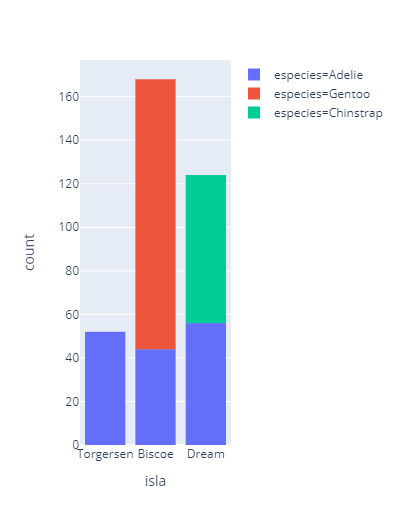 especies=Adelie
especies=Gentoo
especies=Chinstrap
160
140
120
100
80
60
40
20
0
count
Torgersen Biscoe Dream
isla